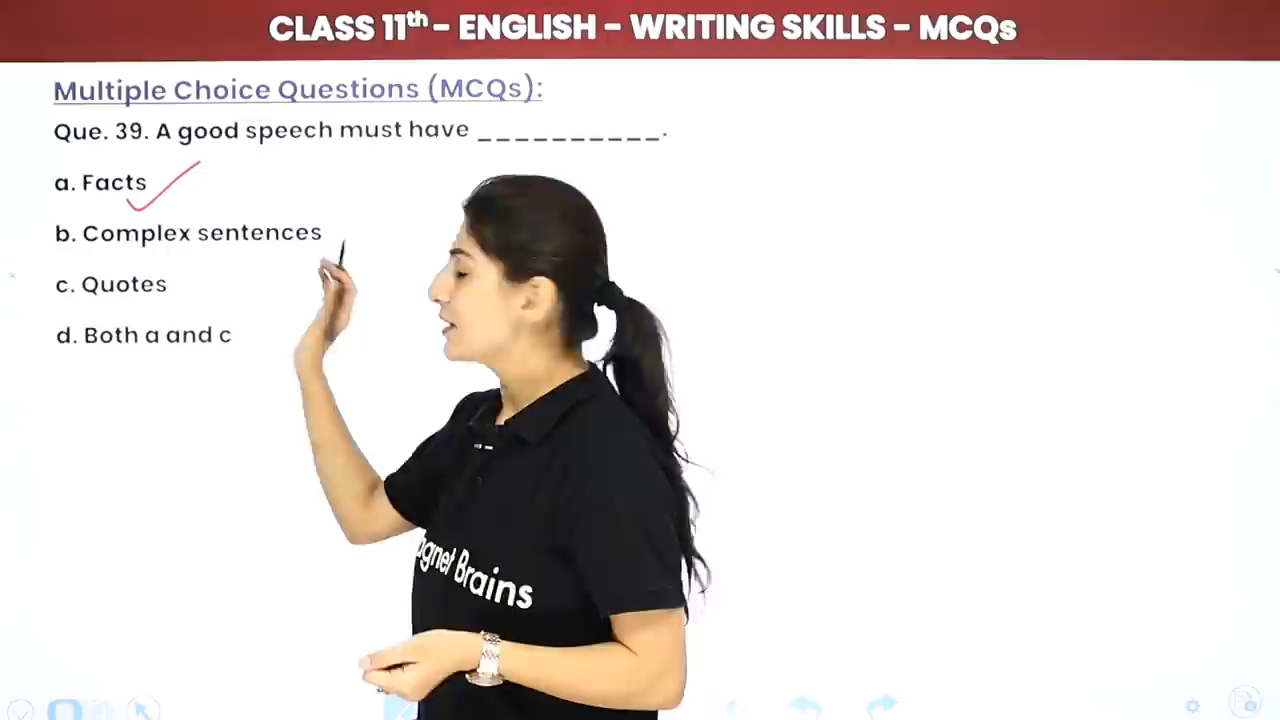 CLASS 11th - ENGLISH - WRITING SKILLS - MCQs
Multiple Choice Questions (MCQs):
Que. 39. A good speech must have __________.
a. Facts
b. Complex sentences
c. Quotes
d. Both a and c
Brains